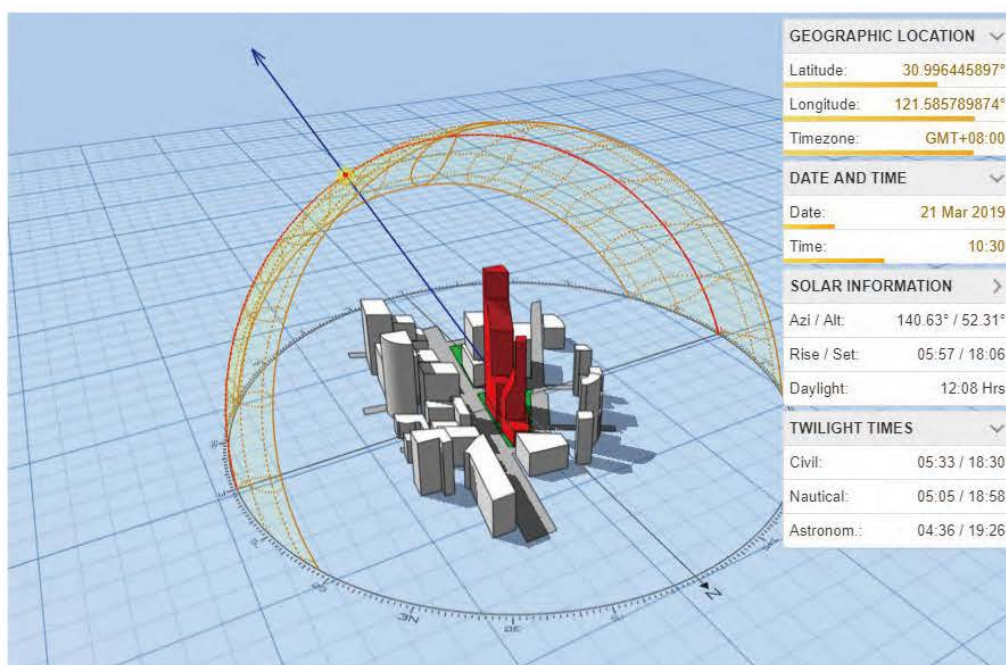 GEOGRAPHIC LOCATION
Latitude: 30.996445897°
Longitude: 121.585789874°
Timezone: GMT+08:00
DATE AND TIME
Date: 21 Mar 2019
Time: 10:30
SOLAR INFORMATION
Azi / Alt: 140.63° / 52.31°
Rise / Set: 05:57 / 18:06
Daylight: 12:08 Hrs
TWILIGHT TIMES
Civil: 05:33 / 18:30
Nautical: 05:05 / 18:58
Astronom.: 04:36 / 19:26
N